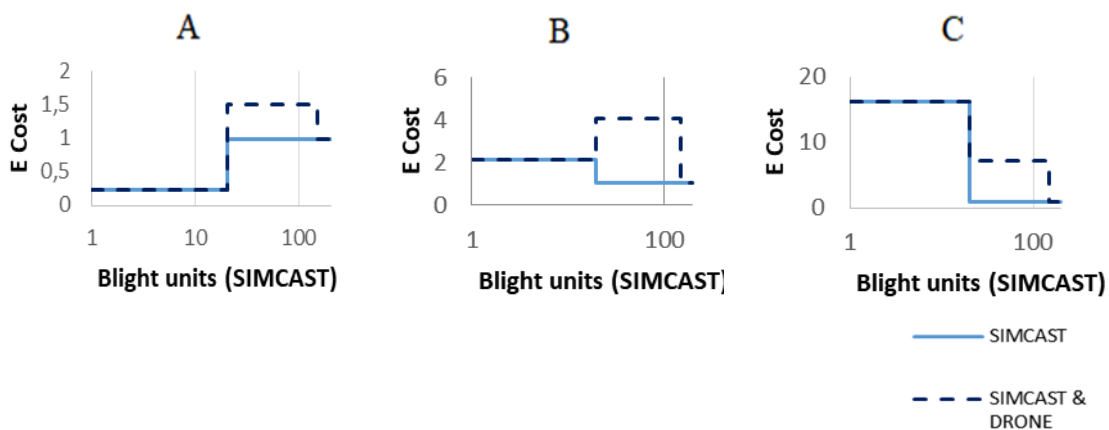 A
2
1,5
1
0,5
0
E Cost
1
10
100
Blight units (SIMCAST)
B
6
4
2
0
E Cost
1
100
Blight units (SIMCAST)
C
20
10
0
E Cost
1
100
Blight units (SIMCAST)
SIMCAST
SIMCAST &
DRONE